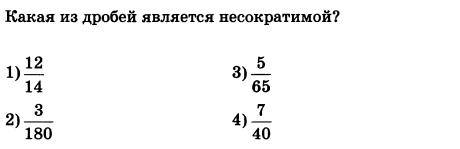 Какая из дробей является несократимой?
1) 12/14 3) 5/65
2) 3/180 4) 7/40